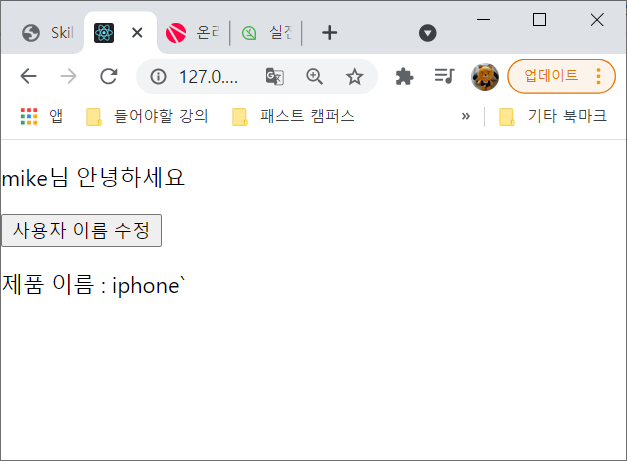 Skil
온라
실전
127.0....
업데이트
앱
들어야할 강의
패스트 캠퍼스
»
기타 북마크
mike님 안녕하세요
사용자 이름 수정
제품 이름 : iphone`